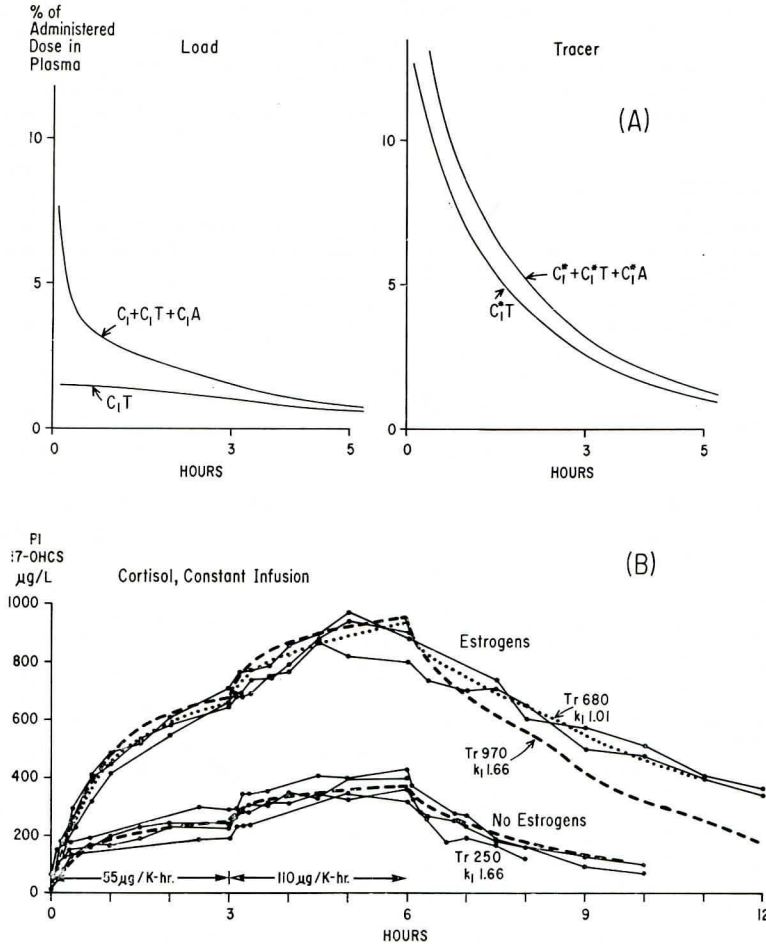 % of
Administered
Dose in
Plasma
Load
Tracer
(A)
10
5
0
C₁+C₁T+C₁A
C₁T
0
3
5
HOURS
10
5
0
C₁*+C₁*T+C₁*A
C₁*T
0
3
5
HOURS
Pl
17-OHCS
µg/L
Cortisol, Constant Infusion
(B)
1000
800
600
400
200
0
Estrogens
Tr 680
k₁ 1.01
Tr 970
k₁ 1.66
No Estrogens
Tr 250
k₁ 1.66
55µg/K-hr.
110µg/K-hr.
0
3
6
9
12
HOURS